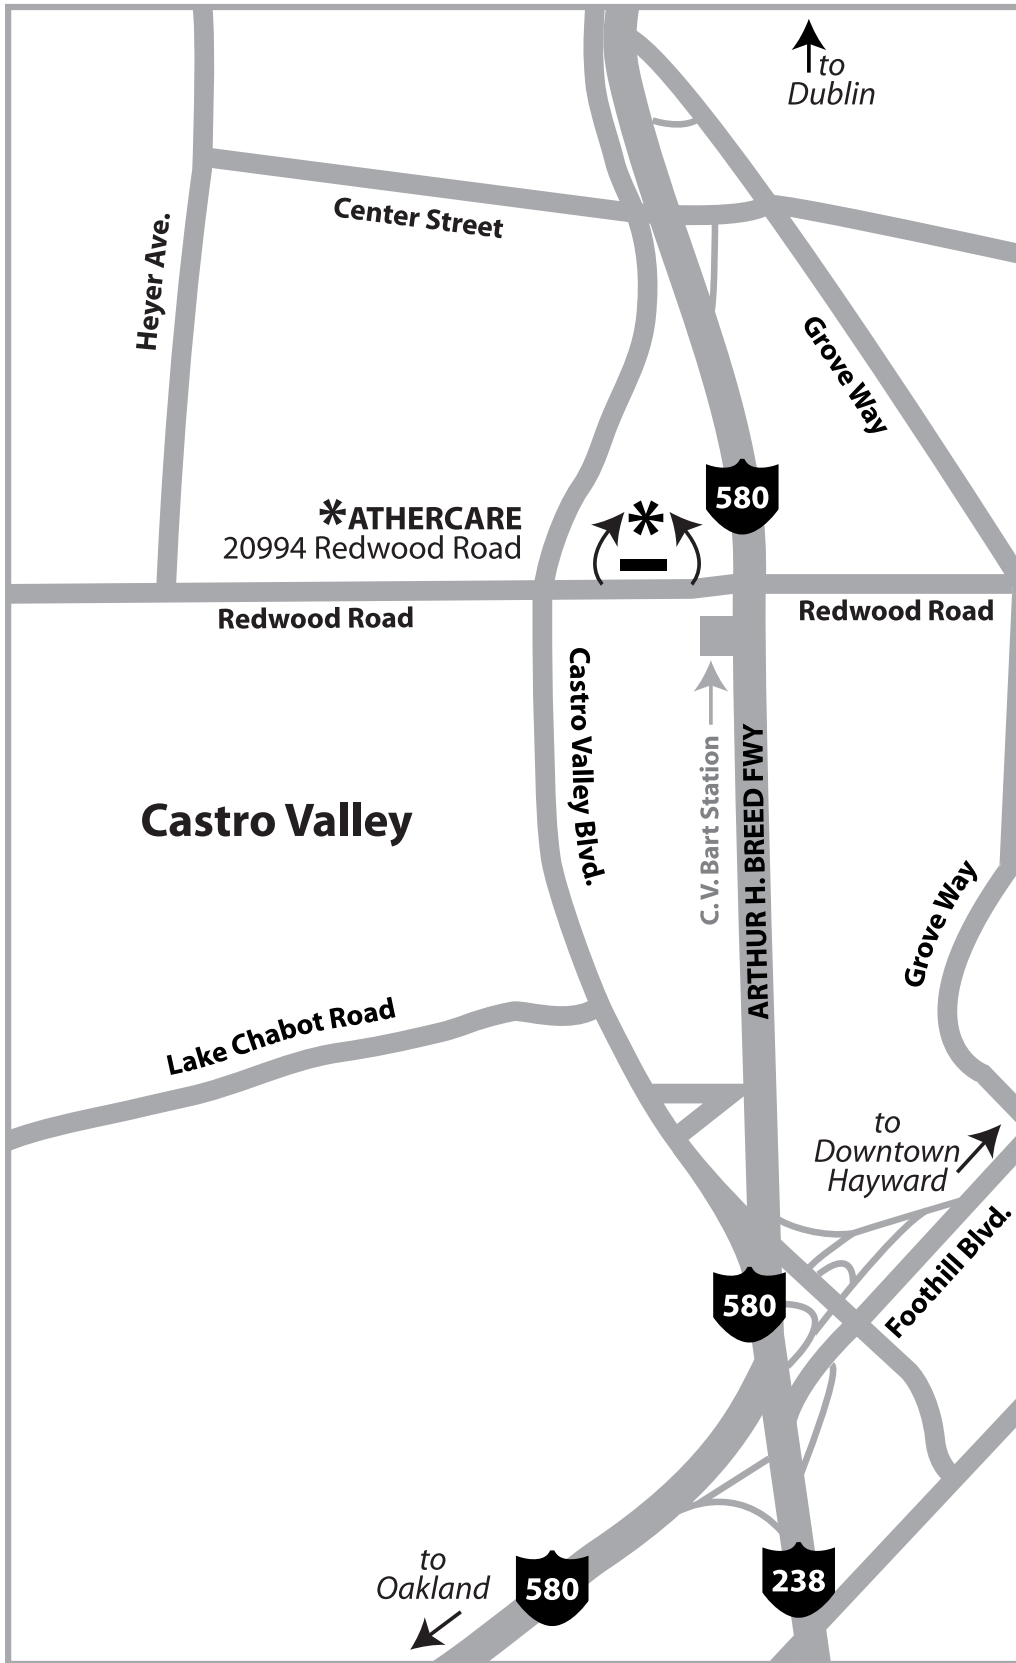 to
Dublin
Center Street
Heyer Ave.
Grove Way
580
*ATHERCARE
20994 Redwood Road
*
Redwood Road
Redwood Road
Castro Valley Blvd.
C. V. Bart Station
ARTHUR H. BREED FWY
Castro Valley
Grove Way
Lake Chabot Road
to
Downtown
Hayward
Foothill Blvd.
580
to
Oakland
580
238